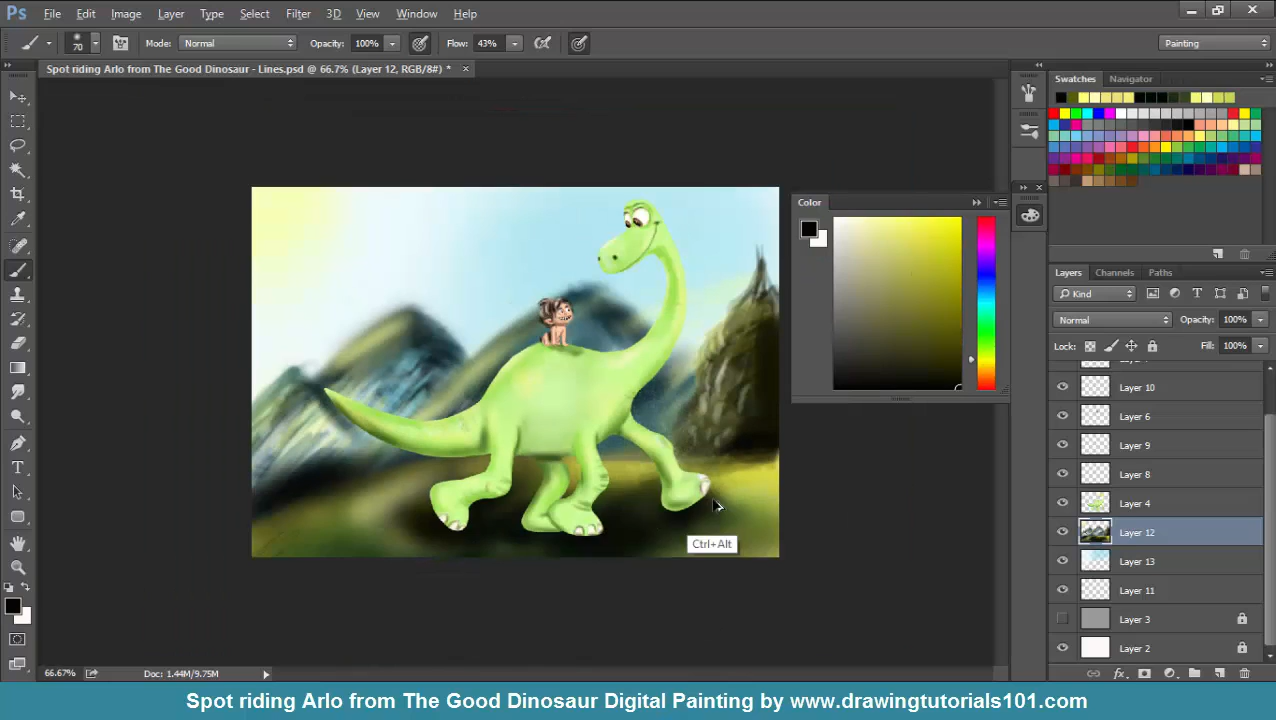 Ps File Edit Image Layer Type Select Filter 3D View Window Help
70 Mode: Normal Opacity: 100% Flow: 43% Painting
Spot riding Arlo from The Good Dinosaur - Lines.psd @ 66.7% (Layer 12, RGB/8#) *
Swatches Navigator
Color
Layers Channels Paths
Kind
Normal Opacity: 100%
Lock: Fill: 100%
Layer 10
Layer 6
Layer 9
Layer 8
Layer 4
Layer 12
Layer 13
Layer 11
Layer 3
Layer 2
Ctrl+Alt
66.67% Doc: 1.44M/9.75M
Spot riding Arlo from The Good Dinosaur Digital Painting by www.drawingtutorials101.com